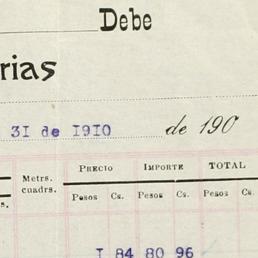 Debe
rias
31 de 1910 de 190
Metrs. cuadrs. PRECIO IMPORTE TOTAL
s. Pesos Cs. Pesos Cs. Pesos Cs.
I 84 80 96